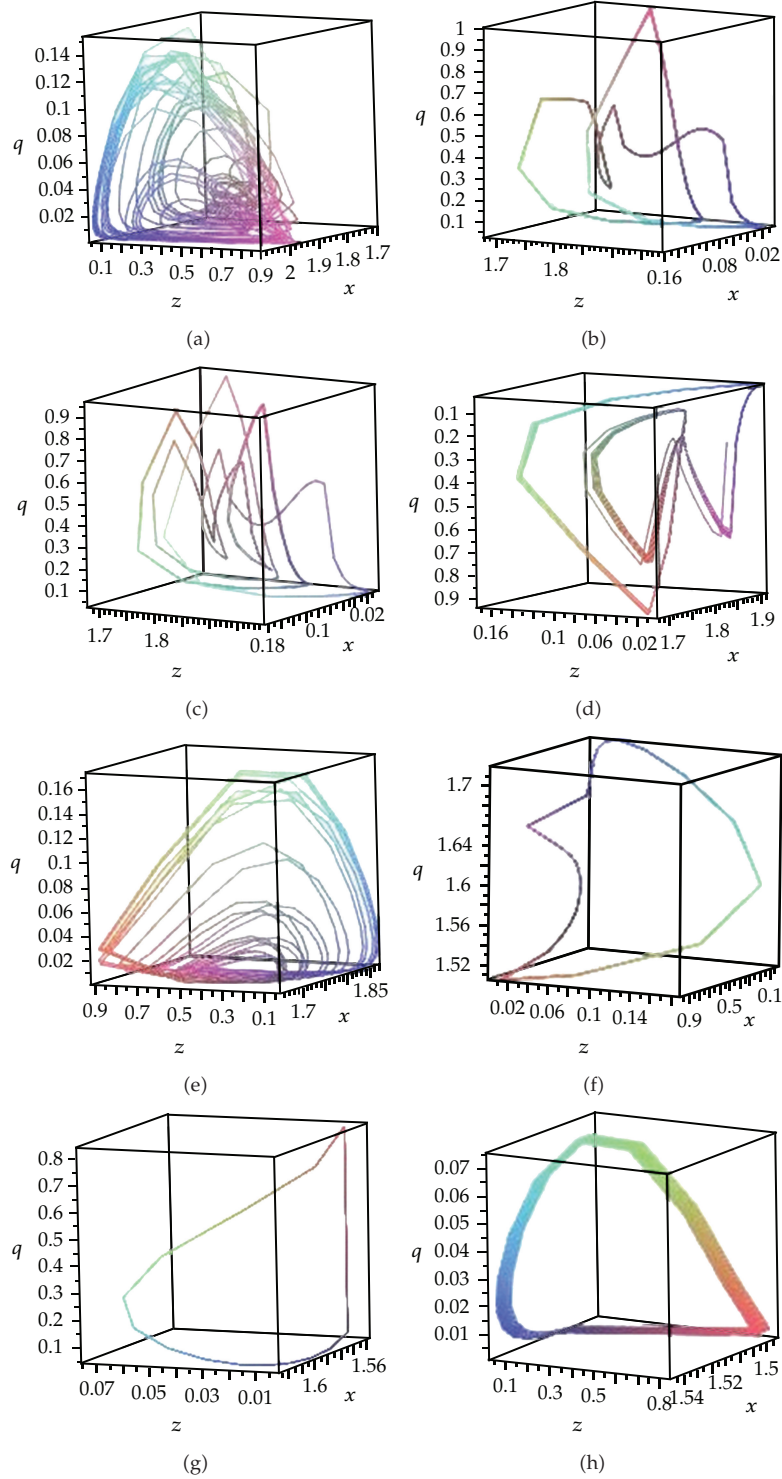 0.14
0.12
0.1
0.08
0.06
0.04
0.02
q
0.1 0.3 0.5 0.7 0.9
2 1.9 1.8 1.7
z
x
(a)
1
0.9
0.8
0.7
0.6
0.5
0.4
0.3
0.2
0.1
q
1.7 1.8 0.16
0.08 0.02
z
x
(b)
0.9
0.8
0.7
0.6
0.5
0.4
0.3
0.2
0.1
q
1.7 1.8 0.18
0.1 0.02
z
x
(c)
0.1
0.2
0.3
0.4
0.5
0.6
0.7
0.8
0.9
q
0.16 0.1 0.06 0.02
1.7 1.8 1.9
z
x
(d)
0.16
0.14
0.12
0.1
0.08
0.06
0.04
0.02
q
0.9 0.7 0.5 0.3 0.1
1.7 1.85
z
x
(e)
1.7
1.64
1.6
1.56
1.52
q
0.02 0.06 0.1 0.14
0.9 0.5 0.1
z
x
(f)
0.8
0.7
0.6
0.5
0.4
0.3
0.2
0.1
q
0.07 0.05 0.03 0.01
1.6 1.56
z
x
(g)
0.07
0.06
0.05
0.04
0.03
0.02
0.01
q
0.1 0.3 0.5 0.8
1.54 1.52 1.5
z
x
(h)